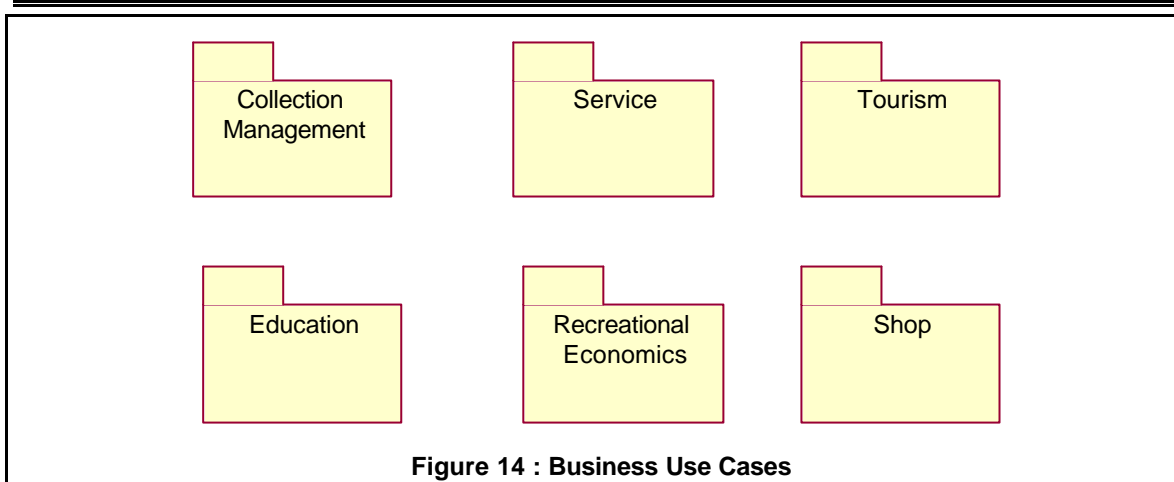 Collection
Management
Service
Tourism
Education
Recreational
Economics
Shop
Figure 14 : Business Use Cases